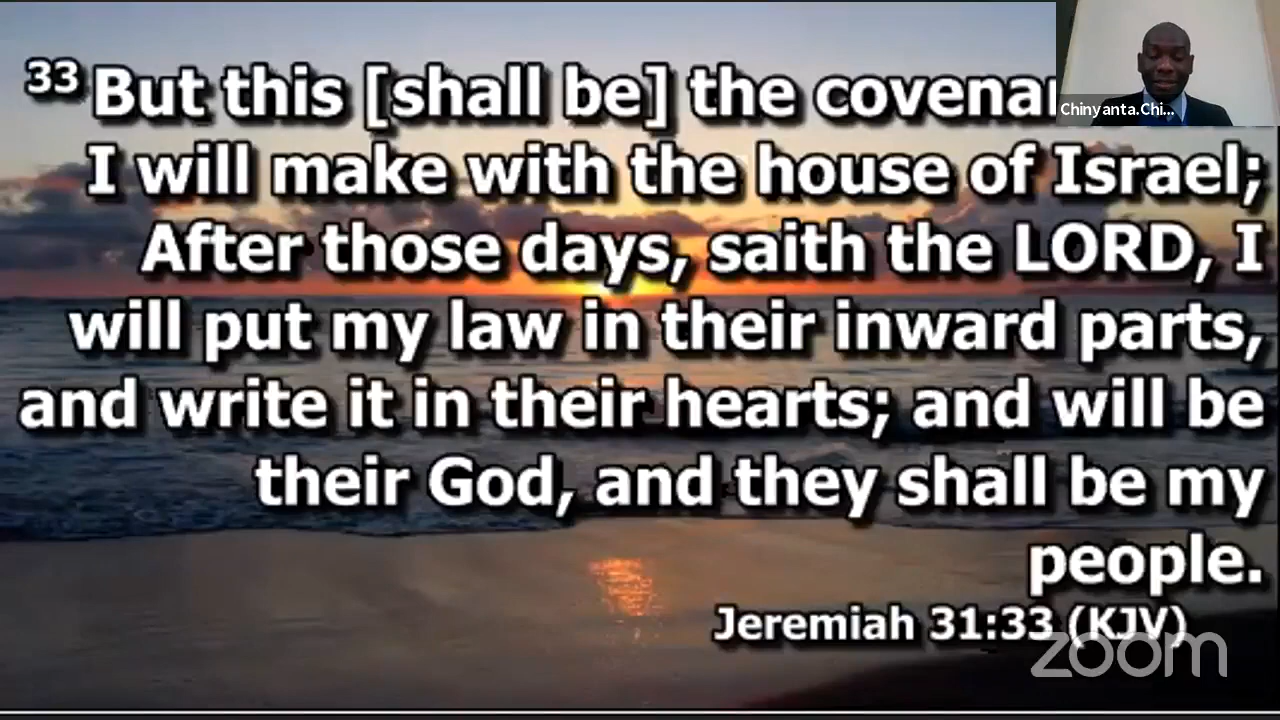 33 But this [shall be] the
I will make with the house of Israel;
After those days, saith the LORD, I
will put my law in their inward parts,
and write it in their hearts; and will be
their God, and they shall be my
people.
Jeremiah 31:33 (KJV)
Chinyanta.Chi...
zoom